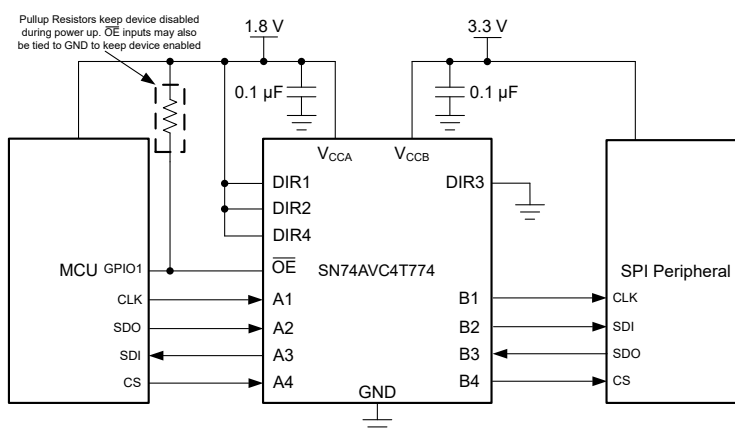 Pullup Resistors keep device disabled
during power up. OE inputs may also
be tied to GND to keep device enabled
1.8 V
3.3 V
0.1 µF
0.1 µF
VCCA
VCCB
DIR1
DIR3
DIR2
DIR4
MCU
GPIO1
OE
SN74AVC4T774
SPI Peripheral
CLK
A1
B1
CLK
SDO
A2
B2
SDI
SDI
A3
B3
SDO
CS
A4
B4
CS
GND